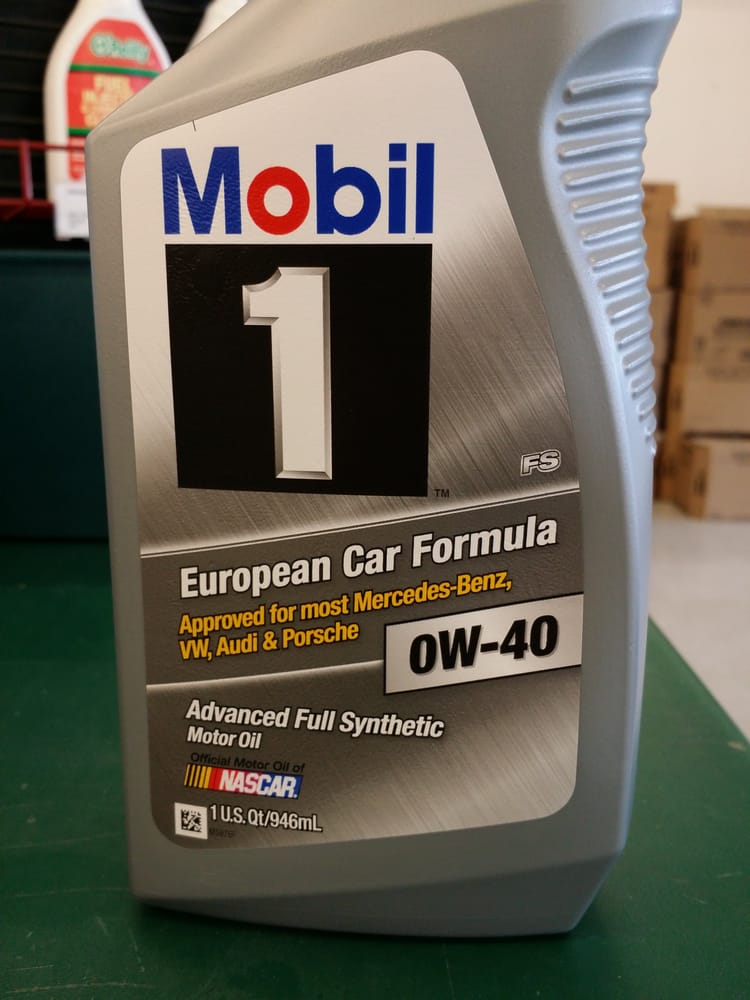 Mobil
1
TM
FS
European Car Formula
Approved for most Mercedes-Benz,
VW, Audi & Porsche
0W-40
Advanced Full Synthetic
Motor Oil
Official Motor Oil of
NASCAR
1 U.S. Qt/946mL